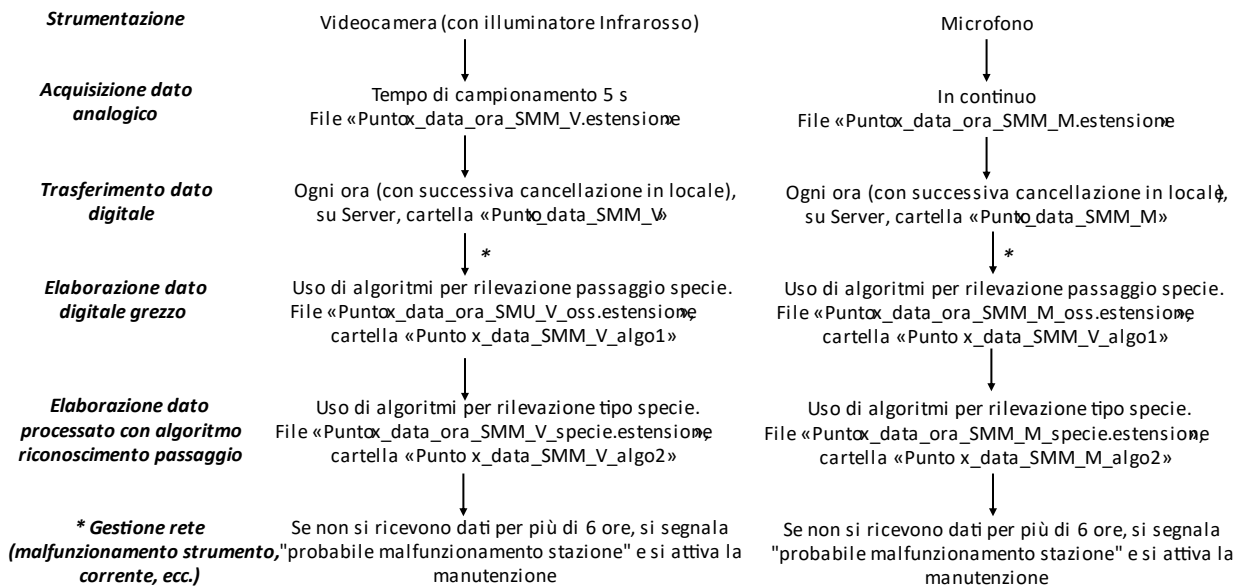 Strumentazione
Videocamera (con illuminatore Infrarosso)
Microfono
Acquisizione dato
analogico
Tempo di campionamento 5 s
File «Puntox_data_ora_SMM_V.estensione»
In continuo
File «Puntox_data_ora_SMM_M.estensione»
Trasferimento dato
digitale
Ogni ora (con successiva cancellazione in locale),
su Server, cartella «Puntox_data_SMM_V»
*
Ogni ora (con successiva cancellazione in locale),
su Server, cartella «Puntox_data_SMM_M»
*
Elaborazione dato
digitale grezzo
Uso di algoritmi per rilevazione passaggio specie.
File «Puntox_data_ora_SMU_V_oss.estensione»,
cartella «Punto x_data_SMM_V_algo1»
Uso di algoritmi per rilevazione passaggio specie.
File «Puntox_data_ora_SMM_M_oss.estensione»,
cartella «Punto x_data_SMM_V_algo1»
Elaborazione dato
processato con algoritmo
riconoscimento passaggio
Uso di algoritmi per rilevazione tipo specie.
File «Puntox_data_ora_SMM_V_specie.estensione»,
cartella «Punto x_data_SMM_V_algo2»
Uso di algoritmi per rilevazione tipo specie.
File «Puntox_data_ora_SMM_M_specie.estensione»,
cartella «Punto x_data_SMM_M_algo2»
* Gestione rete
(malfunzionamento strumento,
corrente, ecc.)
Se non si ricevono dati per più di 6 ore, si segnala
"probabile malfunzionamento stazione" e si attiva la
manutenzione
Se non si ricevono dati per più di 6 ore, si segnala
"probabile malfunzionamento stazione" e si attiva la
manutenzione